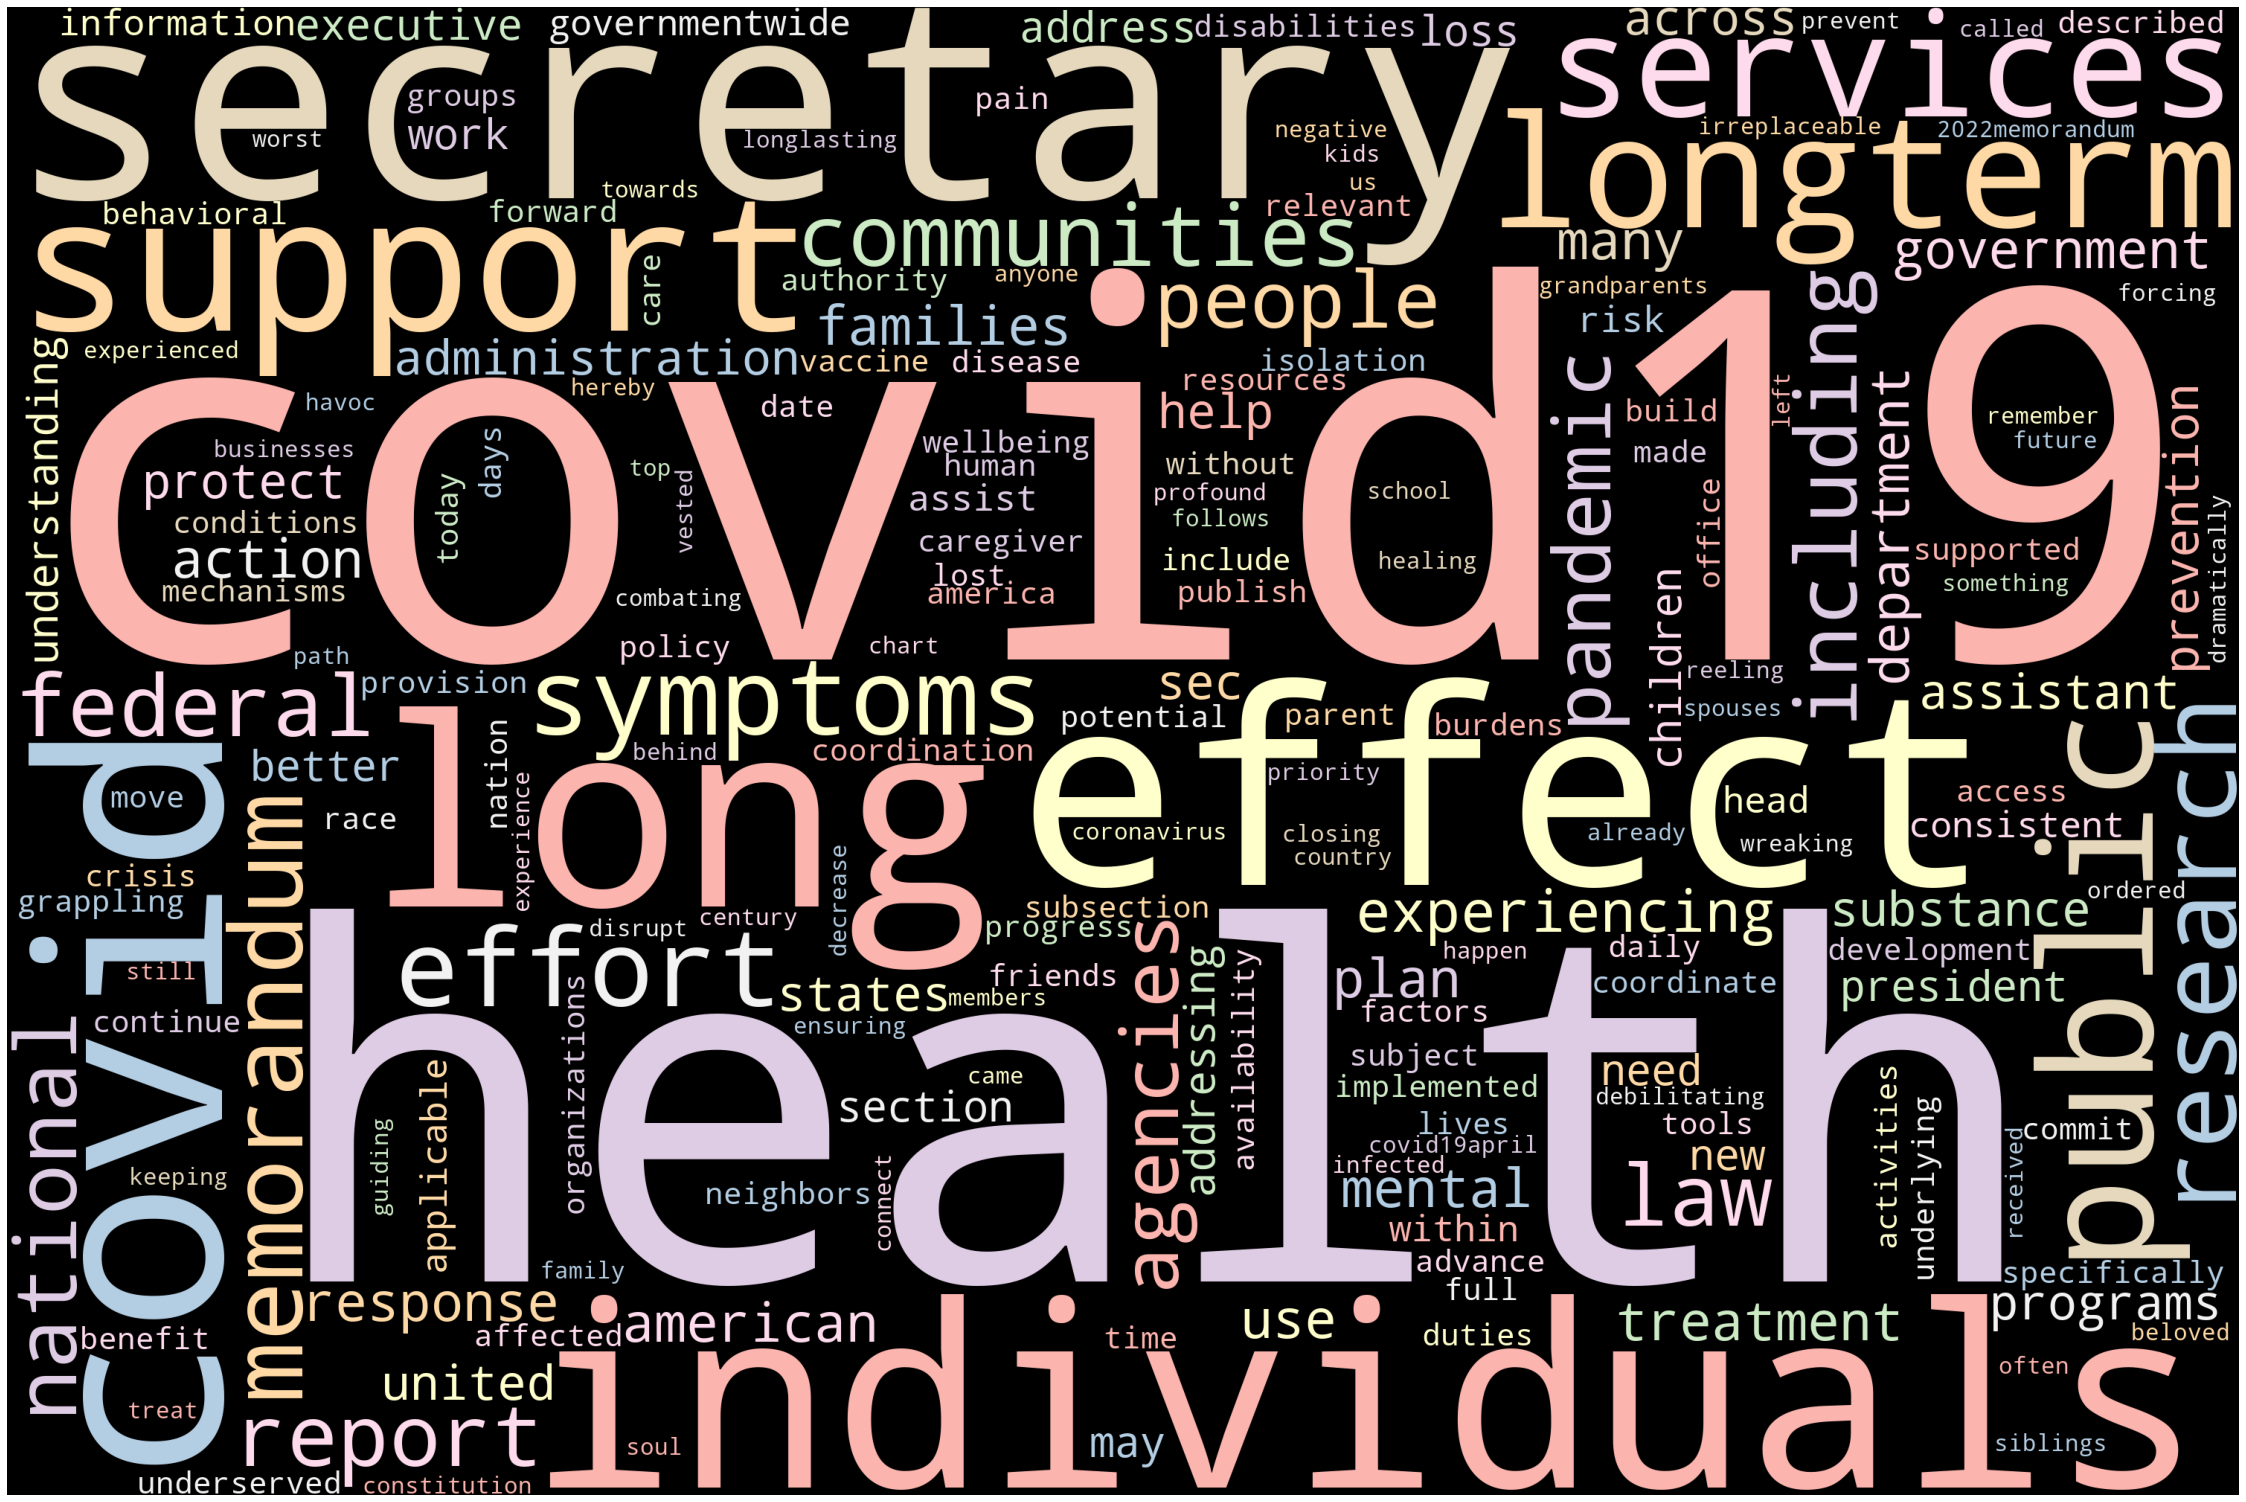 information
executive
governmentwide
address
disabilities
loss
across
prevent
called
described
secretary
services
groups
work
worst
longlasting
pain
negative
kids
us
relevant
irreplaceable
2022memorandum
longterm
towards
behavioral
forward
support
communities
many
government
care
authority
anyone
people
grandparents
forcing
families
risk
understanding
experienced
administration
vaccine
disease
isolation
including
pandemic
department
covid19
havoc
hereby
date
resources
help
build
left
prevention
remember
future
businesses
protect
days
today
top
vested
wellbeing
human
assist
without
profound
follows
school
made
office
conditions
action
mechanisms
caregiver
lost
america
include
publish
healing
supported
something
dramatically
combating
path
policy
chart
children
federal
provision
symptoms
sec
potential
parent
burdens
reeling
spouses
assistant
long
effect
public
research
covid
better
move
race
nation
behind
coordination
experience
priority
coronavirus
closing
country
already
head
wreaking
access
consistent
memorandum
crisis
grappling
decrease
disrupt
century
subsection
progress
experiencing
substance
ordered
effort
friends
agencies
addressing
availability
plan
happen
daily
coordinate
development
president
still
national
continue
organizations
states
members
ensuring
factors
subject
implemented
need
debilitating
health
applicable
guiding
came
section
lives
covid19april
infected
tools
new
activities
underlying
commit
received
keeping
neighbors
connect
mental
law
within
advance
full
family
specifically
response
programs
american
affected
time
use
duties
treatment
beloved
benefit
individuals
united
often
treat
report
soul
may
siblings
underserved
constitution